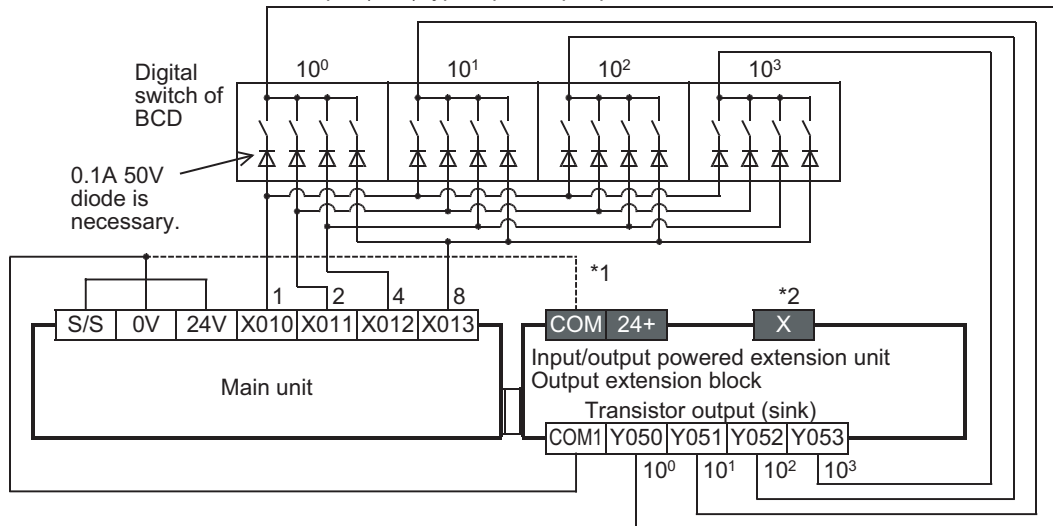 10⁰ 10¹ 10² 10³
Digital
switch of
BCD
0.1A 50V
diode is
necessary.
*1
1 2 4 8 *2
S/S 0V 24V X010 X011 X012 X013 COM 24+ X
Main unit
Input/output powered extension unit
Output extension block
Transistor output (sink)
COM1 Y050 Y051 Y052 Y053
10⁰ 10¹ 10² 10³